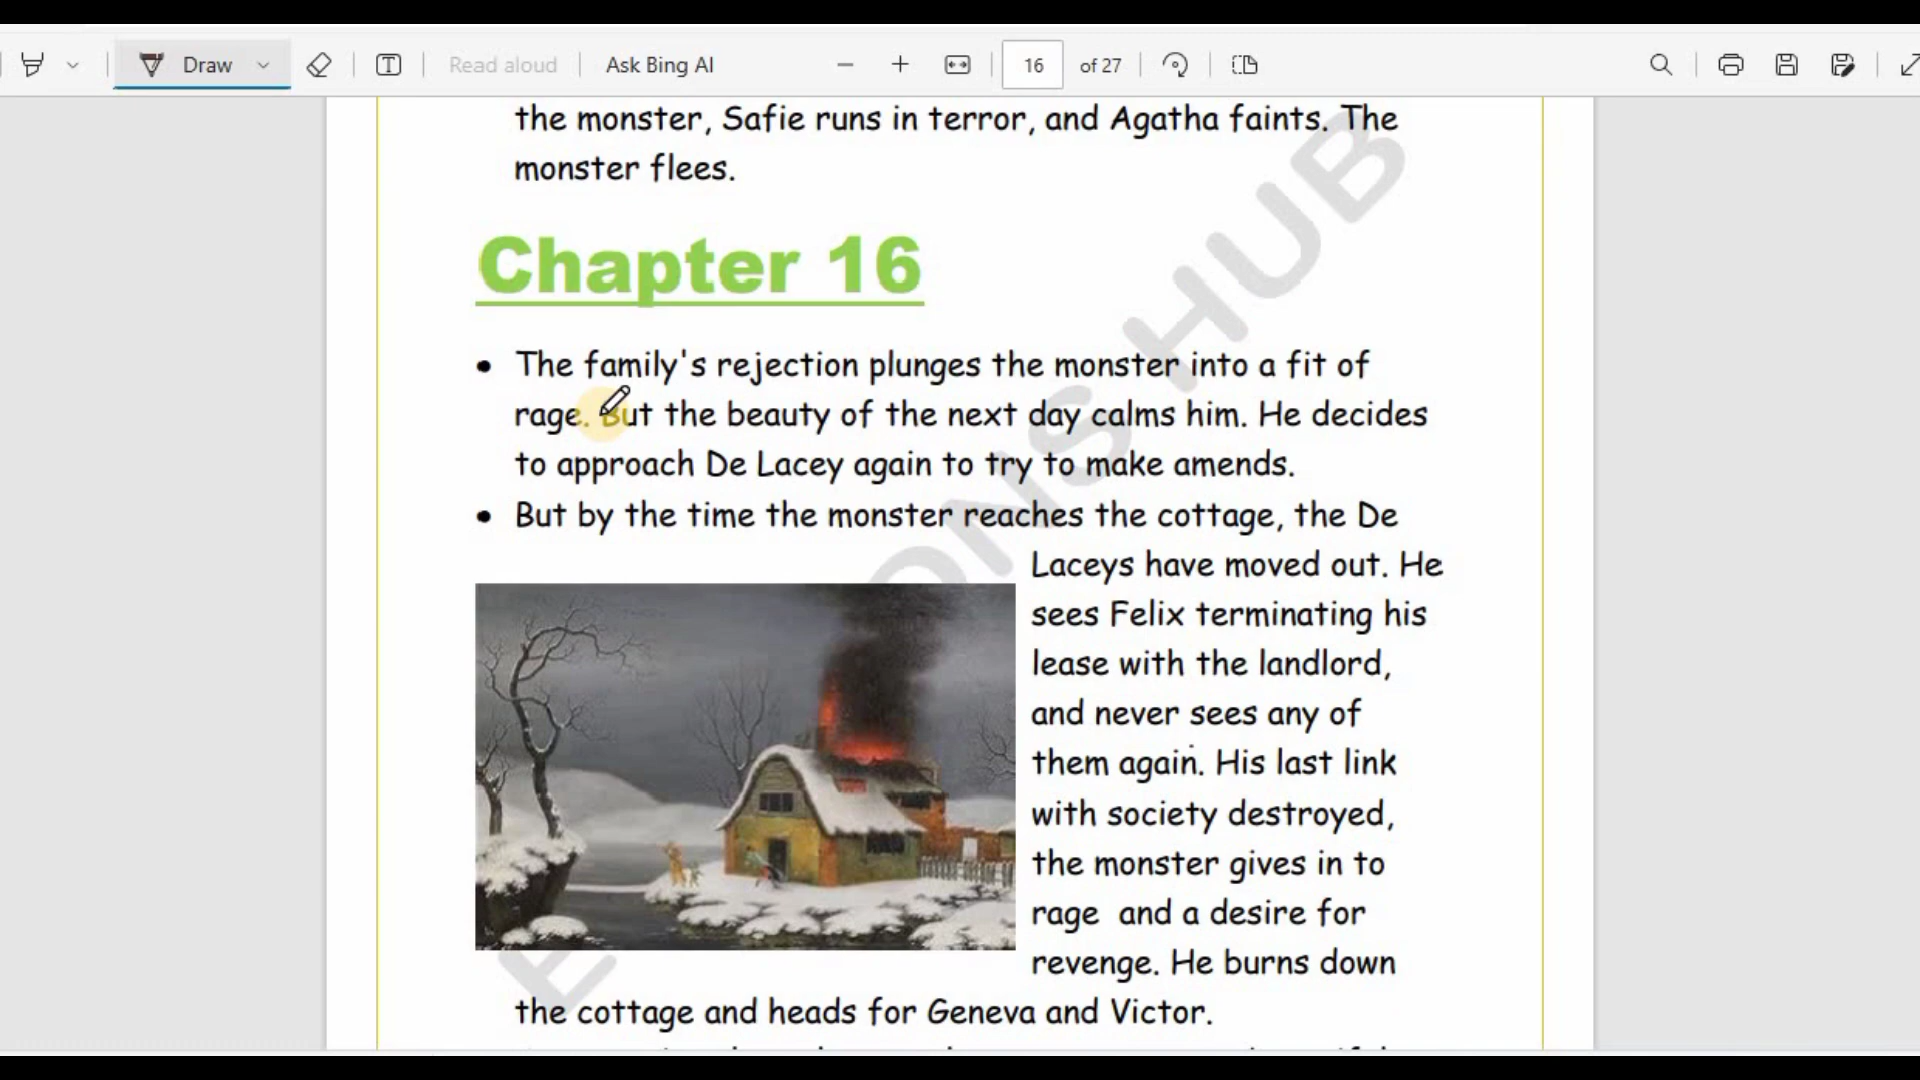 Draw
Read aloud
Ask Bing AI
16 of 27
the monster, Safie runs in terror, and Agatha faints. The
monster flees.
Chapter 16
• The family's rejection plunges the monster into a fit of
rage. But the beauty of the next day calms him. He decides
to approach De Lacey again to try to make amends.
• But by the time the monster reaches the cottage, the De
Laceys have moved out. He
sees Felix terminating his
lease with the landlord,
and never sees any of
them again. His last link
with society destroyed,
the monster gives in to
rage and a desire for
revenge. He burns down
the cottage and heads for Geneva and Victor.
ONS HUB